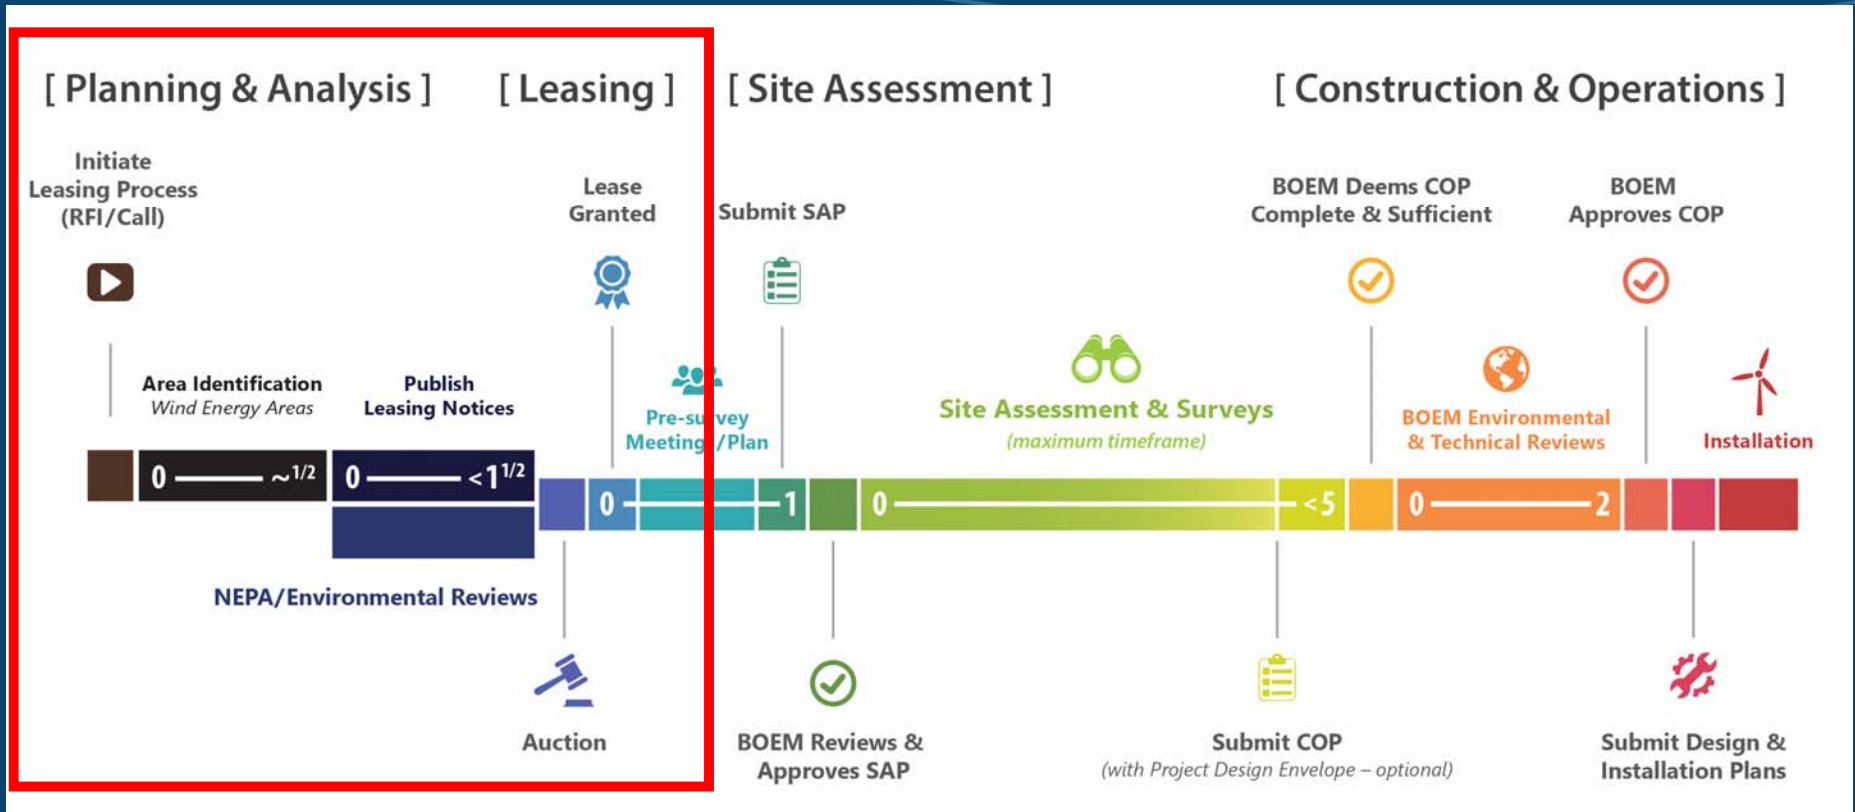 [ Planning & Analysis ]
[ Leasing ]
[ Site Assessment ]
[ Construction & Operations ]
Initiate
Leasing Process
(RFI/Call)
Lease
Granted
Submit SAP
BOEM Deems COP
Complete & Sufficient
BOEM
Approves COP
Area Identification
Wind Energy Areas
Publish
Leasing Notices
Pre-survey
Meetings/Plan
Site Assessment & Surveys
(maximum timeframe)
BOEM Environmental
& Technical Reviews
Installation
0 ~1/2
0 <1 1/2
0 1
0 <5
0 2
NEPA/Environmental Reviews
Auction
BOEM Reviews &
Approves SAP
Submit COP
(with Project Design Envelope – optional)
Submit Design &
Installation Plans